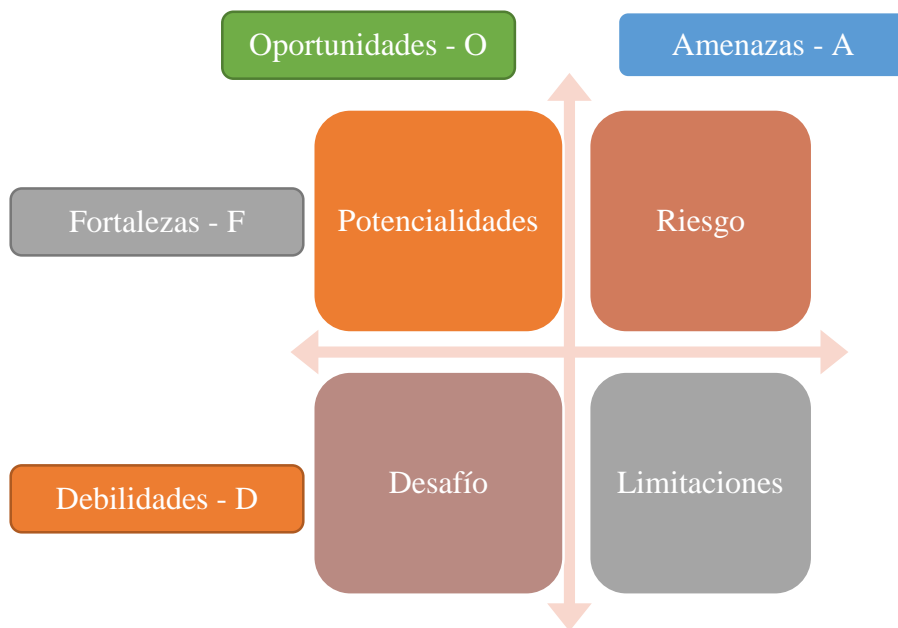 Oportunidades - O
Amenazas - A
Fortalezas - F
Potencialidades
Riesgo
Debilidades - D
Desafío
Limitaciones